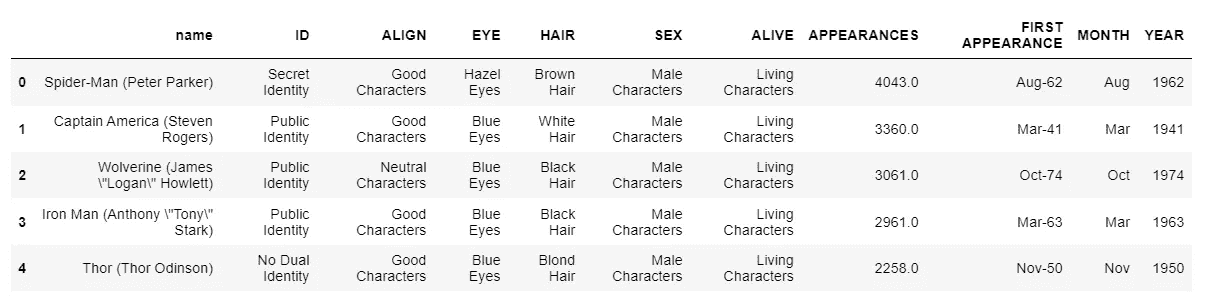 name ID ALIGN EYE HAIR SEX ALIVE APPEARANCES FIRST APPEARANCE MONTH YEAR
0 Spider-Man (Peter Parker) Secret Identity Good Characters Hazel Eyes Brown Hair Male Characters Living Characters 4043.0 Aug-62 Aug 1962
1 Captain America (Steven Rogers) Public Identity Good Characters Blue Eyes White Hair Male Characters Living Characters 3360.0 Mar-41 Mar 1941
2 Wolverine (James \"Logan\" Howlett) Public Identity Neutral Characters Blue Eyes Black Hair Male Characters Living Characters 3061.0 Oct-74 Oct 1974
3 Iron Man (Anthony \"Tony\" Stark) Public Identity Good Characters Blue Eyes Black Hair Male Characters Living Characters 2961.0 Mar-63 Mar 1963
4 Thor (Thor Odinson) No Dual Identity Good Characters Blue Eyes Blond Hair Male Characters Living Characters 2258.0 Nov-50 Nov 1950